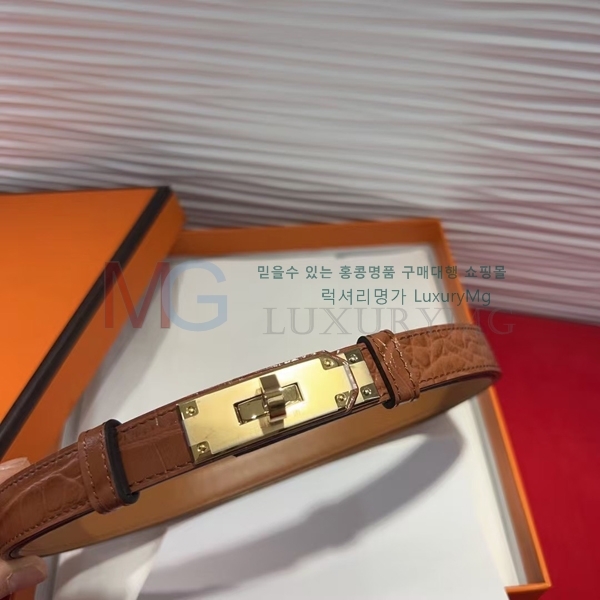 MG
믿을수 있는 홍콩명품 구매대행 쇼핑몰
럭셔리명가 LuxuryMg
LUXURYMG